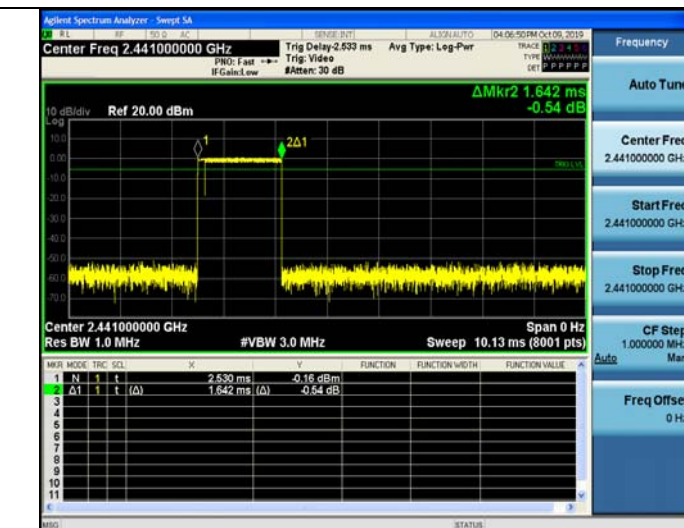 Agilent Spectrum Analyzer - Swept SA
RL RF 50 Ω AC SENSE:INT ALIGN AUTO 04:06:50 PM Oct 09, 2019
Center Freq 2.441000000 GHz Trig Delay-2.533 ms Avg Type: Log-Pwr TRACE 1 2 3 4 5 6
PNO: Fast Trig: Video TYPE
IFGain:Low #Atten: 30 dB DET P P P P P P
Frequency
Auto Tune
ΔMkr2 1.642 ms
-0.54 dB
10 dB/div Ref 20.00 dBm
Log
10.0
0.00
-10.0
-20.0
-30.0
-40.0
-50.0
-60.0
-70.0
1
2Δ1
TRIG LVL
Center Freq
2.441000000 GHz
Start Freq
2.441000000 GHz
Stop Freq
2.441000000 GHz
CF Step
1.000000 MHz
Auto Man
Freq Offset
0 Hz
Center 2.441000000 GHz Span 0 Hz
Res BW 1.0 MHz #VBW 3.0 MHz Sweep 10.13 ms (8001 pts)
MKR MODE TRC SCL X Y FUNCTION FUNCTION WIDTH FUNCTION VALUE
1 N 1 t 2.530 ms -0.16 dBm
2 Δ1 1 t (Δ) 1.642 ms (Δ) -0.54 dB
3
4
5
6
7
8
9
10
11
MSG STATUS